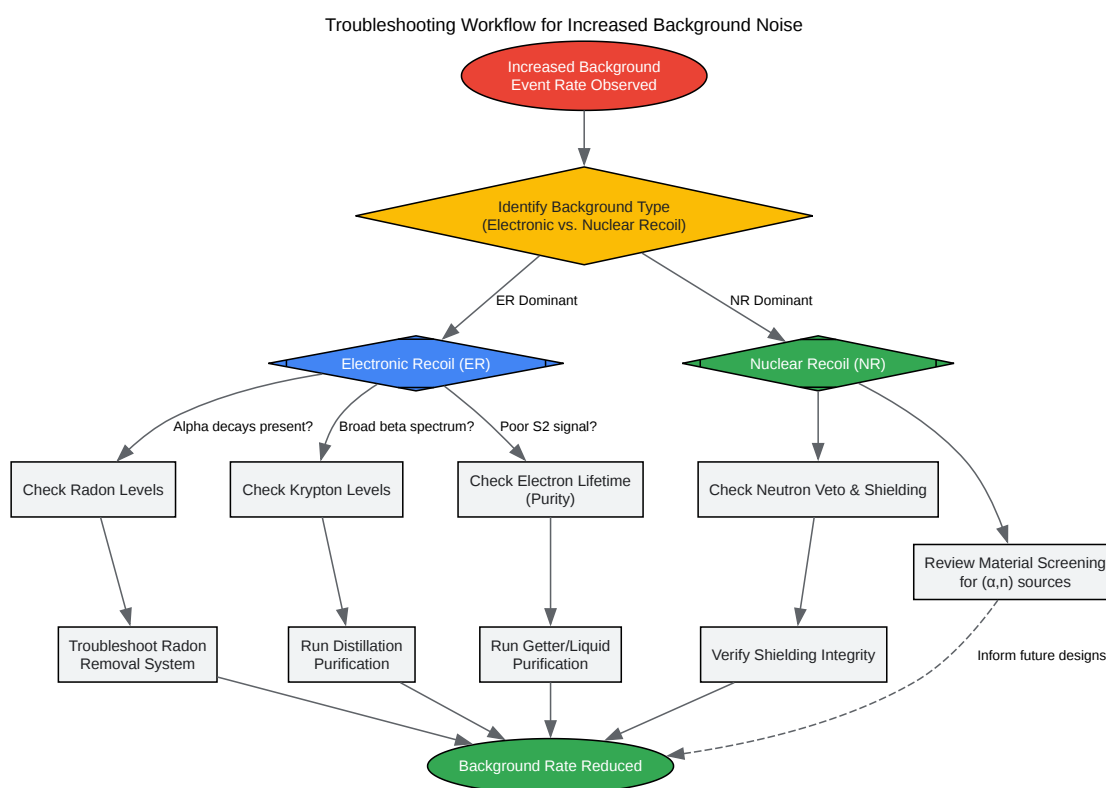 Troubleshooting Workflow for Increased Background Noise
Increased Background
Event Rate Observed
Identify Background Type
(Electronic vs. Nuclear Recoil)
ER Dominant
NR Dominant
Electronic Recoil (ER)
Nuclear Recoil (NR)
Alpha decays present?
Broad beta spectrum?
Poor S2 signal?
Check Radon Levels
Check Krypton Levels
Check Electron Lifetime
(Purity)
Check Neutron Veto & Shielding
Review Material Screening
for (α,n) sources
Troubleshoot Radon
Removal System
Run Distillation
Purification
Run Getter/Liquid
Purification
Verify Shielding Integrity
Inform future designs
Background Rate Reduced